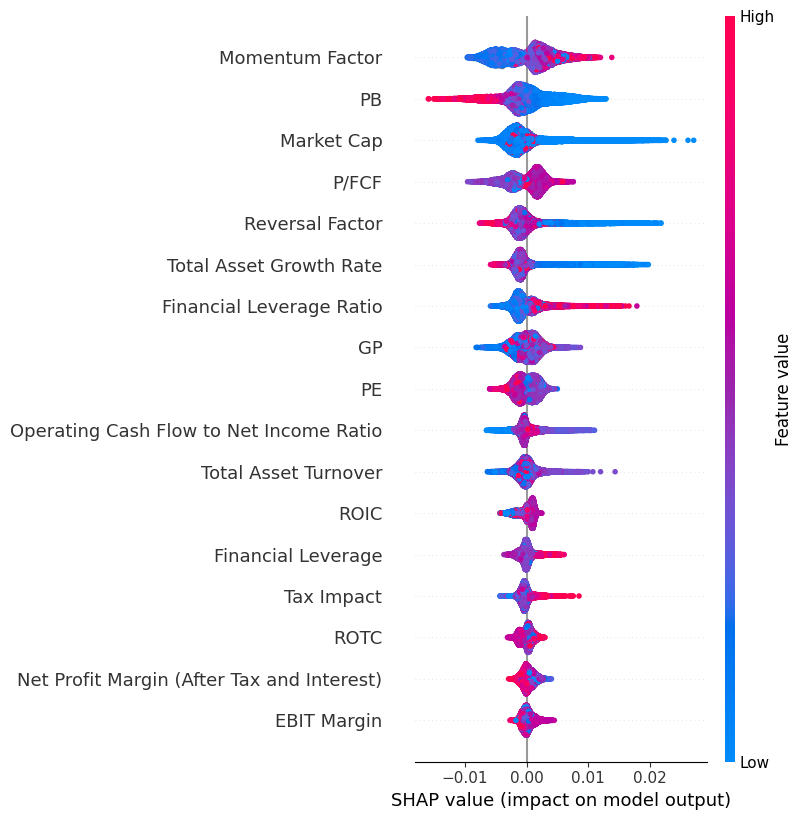 High
Momentum Factor
PB
Market Cap
P/FCF
Reversal Factor
Total Asset Growth Rate
Financial Leverage Ratio
GP
PE
Feature value
Operating Cash Flow to Net Income Ratio
Total Asset Turnover
ROIC
Financial Leverage
Tax Impact
ROTC
Net Profit Margin (After Tax and Interest)
EBIT Margin
Low
−0.01 0.00 0.01 0.02
SHAP value (impact on model output)